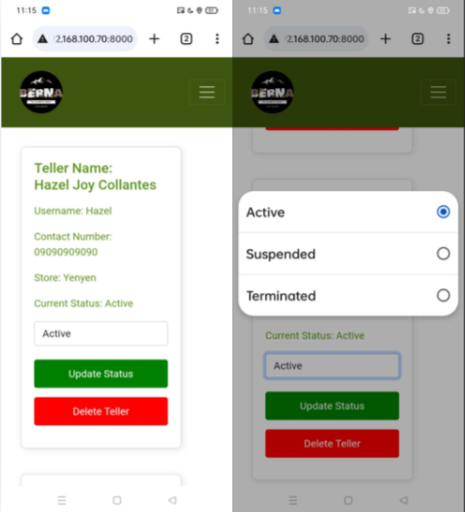 11:15
2.168.100.70:8000
2
BERNA
Teller Name:
Hazel Joy Collantes
Username: Hazel
Contact Number:
09090909090
Store: Yenyen
Current Status: Active
Active
Update Status
Delete Teller
11:15
2.168.100.70:8000
2
BERNA
Active
Suspended
Terminated
Current Status: Active
Active
Update Status
Delete Teller